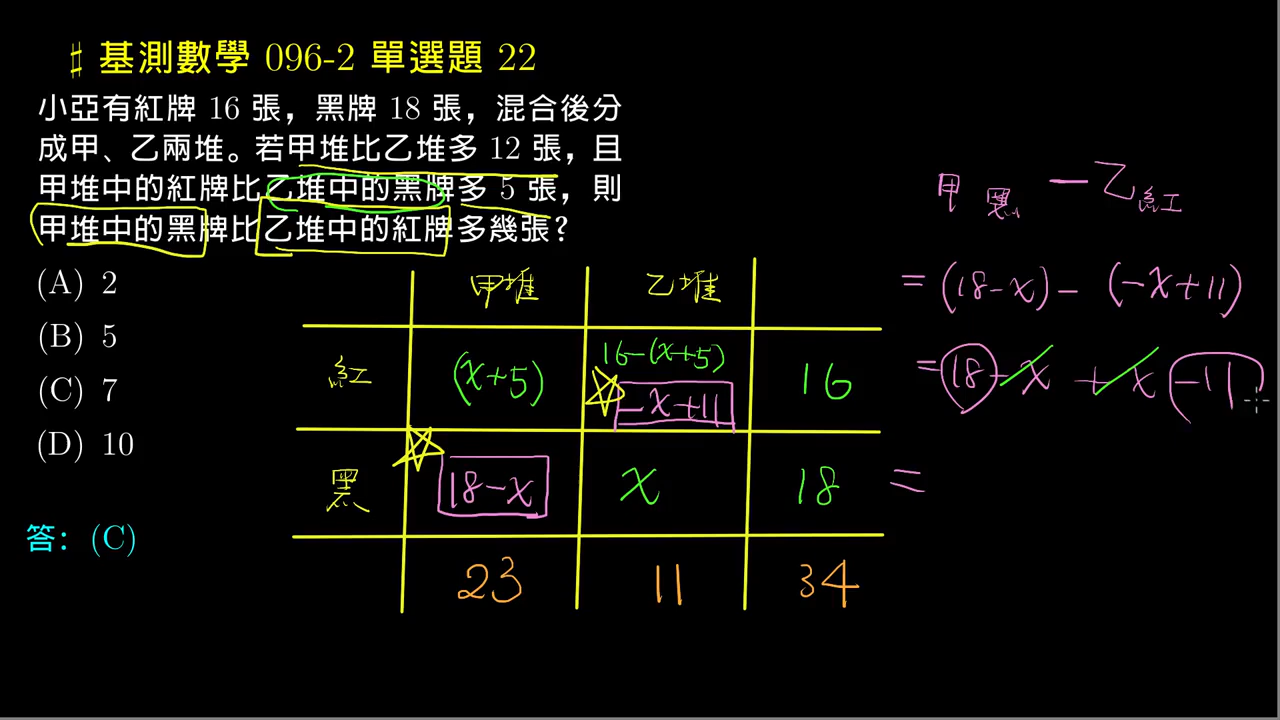 ♯ 基測數學 096-2 單選題 22
小亞有紅牌 16 張，黑牌 18 張，混合後分
成甲、乙兩堆。若甲堆比乙堆多 12 張，且
甲堆中的紅牌比乙堆中的黑牌多 5 張，則
甲堆中的黑牌比乙堆中的紅牌多幾張？
(A) 2
(B) 5
(C) 7
(D) 10
答：(C)
甲堆 乙堆
紅 (x+5) 16-(x+5) 16
-x+11
黑 18-x x 18
23 11 34
甲黑 - 乙紅
= (18-x) - (-x+11)
= 18-x +x -11
=